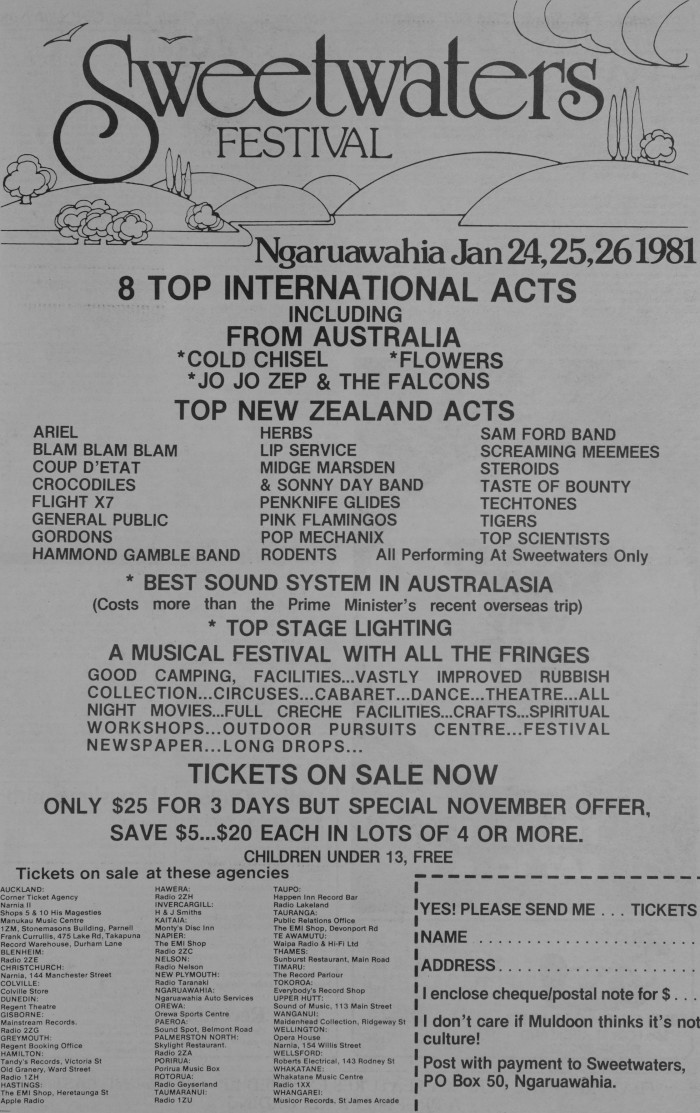 Sweetwaters
FESTIVAL
Ngaruawahia Jan 24,25,26 1981
8 TOP INTERNATIONAL ACTS
INCLUDING
FROM AUSTRALIA
*COLD CHISEL *FLOWERS
*JO JO ZEP & THE FALCONS
TOP NEW ZEALAND ACTS
ARIEL
BLAM BLAM BLAM
COUP D'ETAT
CROCODILES
FLIGHT X7
GENERAL PUBLIC
GORDONS
HAMMOND GAMBLE BAND
HERBS
LIP SERVICE
MIDGE MARSDEN
& SONNY DAY BAND
PENKNIFE GLIDES
PINK FLAMINGOS
POP MECHANIX
RODENTS
SAM FORD BAND
SCREAMING MEEMEES
STEROIDS
TASTE OF BOUNTY
TECHTONES
TIGERS
TOP SCIENTISTS
All Performing At Sweetwaters Only
* BEST SOUND SYSTEM IN AUSTRALASIA
(Costs more than the Prime Minister's recent overseas trip)
* TOP STAGE LIGHTING
A MUSICAL FESTIVAL WITH ALL THE FRINGES
GOOD CAMPING, FACILITIES...VASTLY IMPROVED RUBBISH
COLLECTION...CIRCUSES...CABARET...DANCE...THEATRE...ALL
NIGHT MOVIES...FULL CRECHE FACILITIES...CRAFTS...SPIRITUAL
WORKSHOPS...OUTDOOR PURSUITS CENTRE...FESTIVAL
NEWSPAPER...LONG DROPS...
TICKETS ON SALE NOW
ONLY $25 FOR 3 DAYS BUT SPECIAL NOVEMBER OFFER,
SAVE $5...$20 EACH IN LOTS OF 4 OR MORE.
CHILDREN UNDER 13, FREE
Tickets on sale at these agencies
AUCKLAND:
Corner Ticket Agency
Narnia II
Shops 5 & 10 His Magesties
Manukau Music Centre
1ZM, Stonemasons Building, Parnell
Frank Currullis, 475 Lake Rd, Takapuna
Record Warehouse, Durham Lane
BLENHEIM:
Radio 2ZE
CHRISTCHURCH:
Narnia, 144 Manchester Street
COLVILLE:
Colville Store
DUNEDIN:
Regent Theatre
GISBORNE:
Mainstream Records.
Radio 2ZG
GREYMOUTH:
Regent Booking Office
HAMILTON:
Tandy's Records, Victoria St
Old Granery, Ward Street
Radio 1ZH
HASTINGS:
The EMI Shop, Heretaunga St
Apple Radio
HAWERA:
Radio 2ZH
INVERCARGILL:
H & J Smiths
KAITAIA:
Monty's Disc Inn
NAPIER:
The EMI Shop
Radio 2ZC
NELSON:
Radio Nelson
NEW PLYMOUTH:
Radio Taranaki
NGARUAWAHIA:
Ngaruawahia Auto Services
OREWA:
Orewa Sports Centre
PAEROA:
Sound Spot, Belmont Road
PALMERSTON NORTH:
Skylight Restaurant.
Radio 2ZA
PORIRUA:
Porirua Music Box
ROTORUA:
Radio Geyserland
TAUMARANUI:
Radio 1ZU
TAUPO:
Happen Inn Record Bar
Radio Lakeland
TAURANGA:
Public Relations Office
The EMI Shop, Devonport Rd
TE AWAMUTU:
Waipa Radio & Hi-Fi Ltd
THAMES:
Sunburst Restaurant, Main Road
TIMARU:
The Record Parlour
TOKOROA:
Everybody's Record Shop
UPPER HUTT:
Sound of Music, 113 Main Street
WANGANUI:
Maidenhead Collection, Ridgeway St
WELLINGTON:
Opera House
Narnia, 154 Willis Street
WELLSFORD:
Roberts Electrical, 143 Rodney St
WHAKATANE:
Whakatane Music Centre
Radio 1XX
WHANGAREI:
Musicor Records, St James Arcade
YES! PLEASE SEND ME . . . TICKETS
NAME . . . . . . . . . . . . . . . . . . . .
ADDRESS. . . . . . . . . . . . . . . . . . .
I enclose cheque/postal note for $ . . .
I don't care if Muldoon thinks it's not
culture!
Post with payment to Sweetwaters,
PO Box 50, Ngaruawahia.